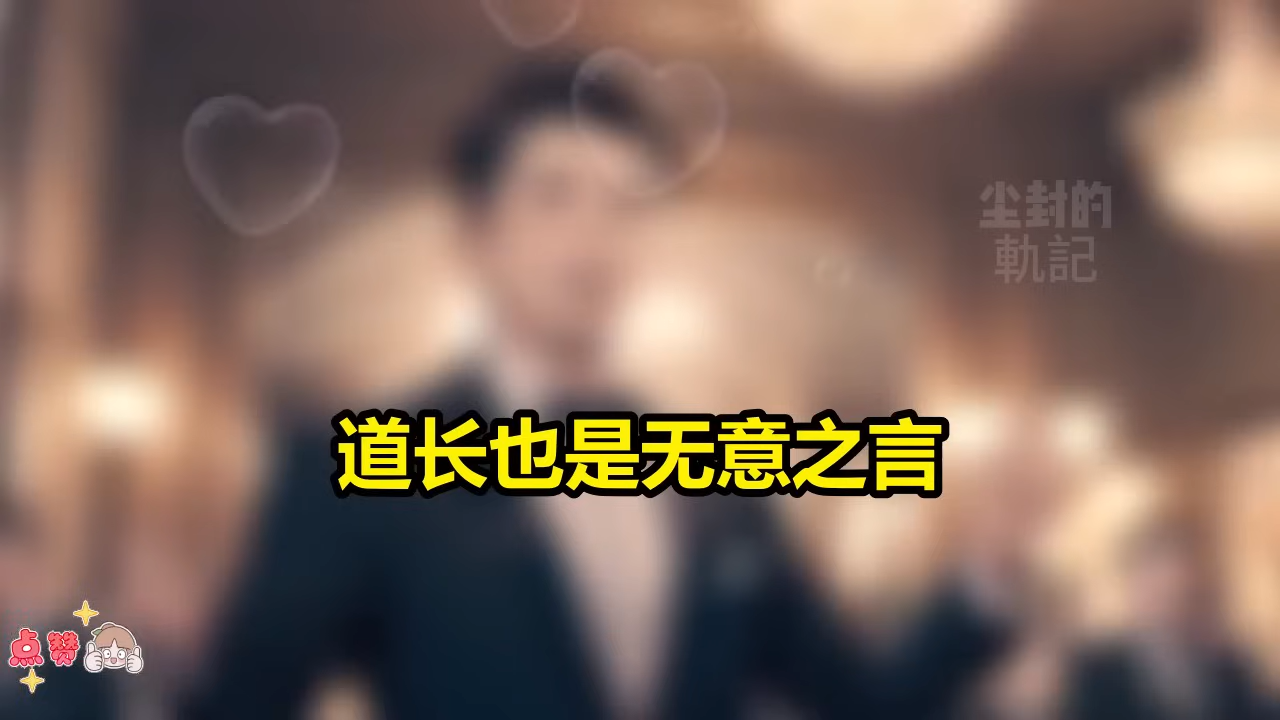 尘封的
軌記
道长也是无意之言
点赞